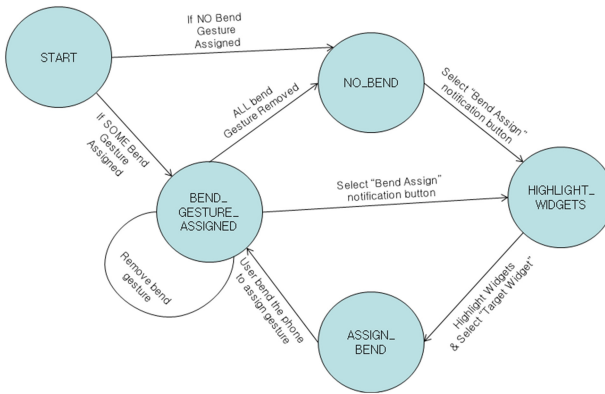 If NO Bend
Gesture
Assigned
START
NO_BEND
ALL bend
Gesture Removed
Select "Bend Assign"
notification button
If SOME Bend
Gesture
Assigned
BEND_
GESTURE_
ASSIGNED
Select "Bend Assign"
notification button
HIGHLIGHT_
WIDGETS
Remove bend
gesture
User bend the phone
to assign gesture
ASSIGN_
BEND
Highlight Widgets
& Select "Target Widget"